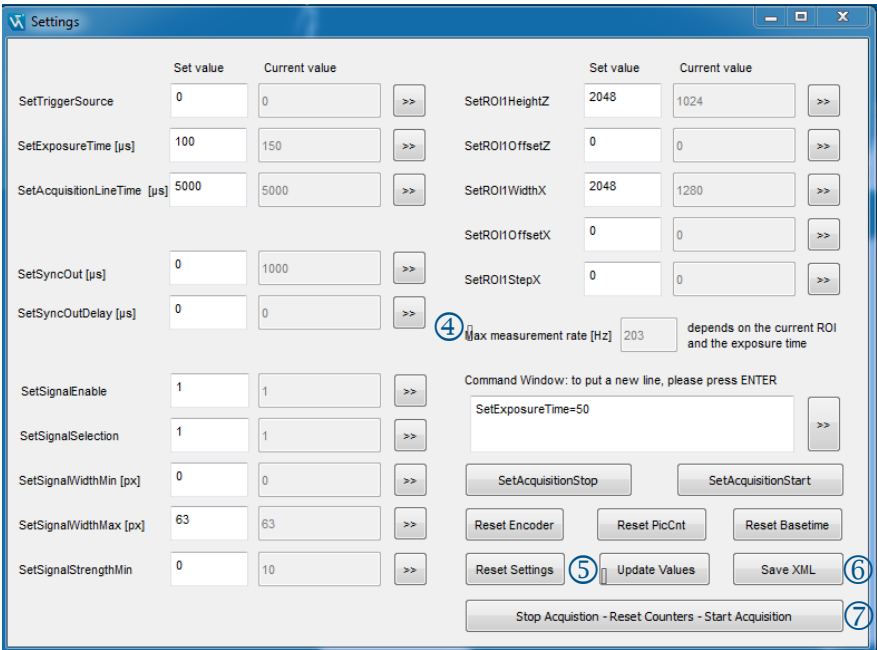 Settings
Set value Current value
SetTriggerSource 0 0 >>
SetExposureTime [µs] 100 150 >>
SetAcquisitionLineTime [µs] 5000 5000 >>
SetSyncOut [µs] 0 1000 >>
SetSyncOutDelay [µs] 0 0 >>
SetSignalEnable 1 1 >>
SetSignalSelection 1 1 >>
SetSignalWidthMin [px] 0 0 >>
SetSignalWidthMax [px] 63 63 >>
SetSignalStrengthMin 0 10 >>
Set value Current value
SetROI1HeightZ 2048 1024 >>
SetROI1OffsetZ 0 0 >>
SetROI1WidthX 2048 1280 >>
SetROI1OffsetX 0 0 >>
SetROI1StepX 0 0 >>
④ Max measurement rate [Hz] 203 depends on the current ROI
and the exposure time
Command Window: to put a new line, please press ENTER
SetExposureTime=50 >>
SetAcquisitionStop SetAcquisitionStart
Reset Encoder Reset PicCnt Reset Basetime
Reset Settings ⑤ Update Values Save XML ⑥
Stop Acquistion - Reset Counters - Start Acquisition ⑦